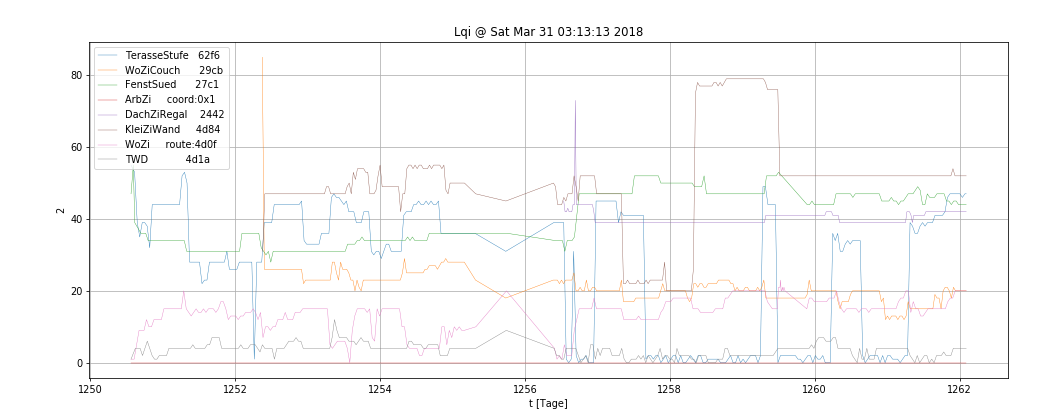 Lqi @ Sat Mar 31 03:13:13 2018
TerasseStufe 62f6
WoZiCouch 29cb
FenstSued 27c1
ArbZi coord:0x1
DachZiRegal 2442
KleiZiWand 4d84
WoZi route:4d0f
TWD 4d1a
80
60
40
20
0
2
1250 1252 1254 1256 1258 1260 1262
t [Tage]